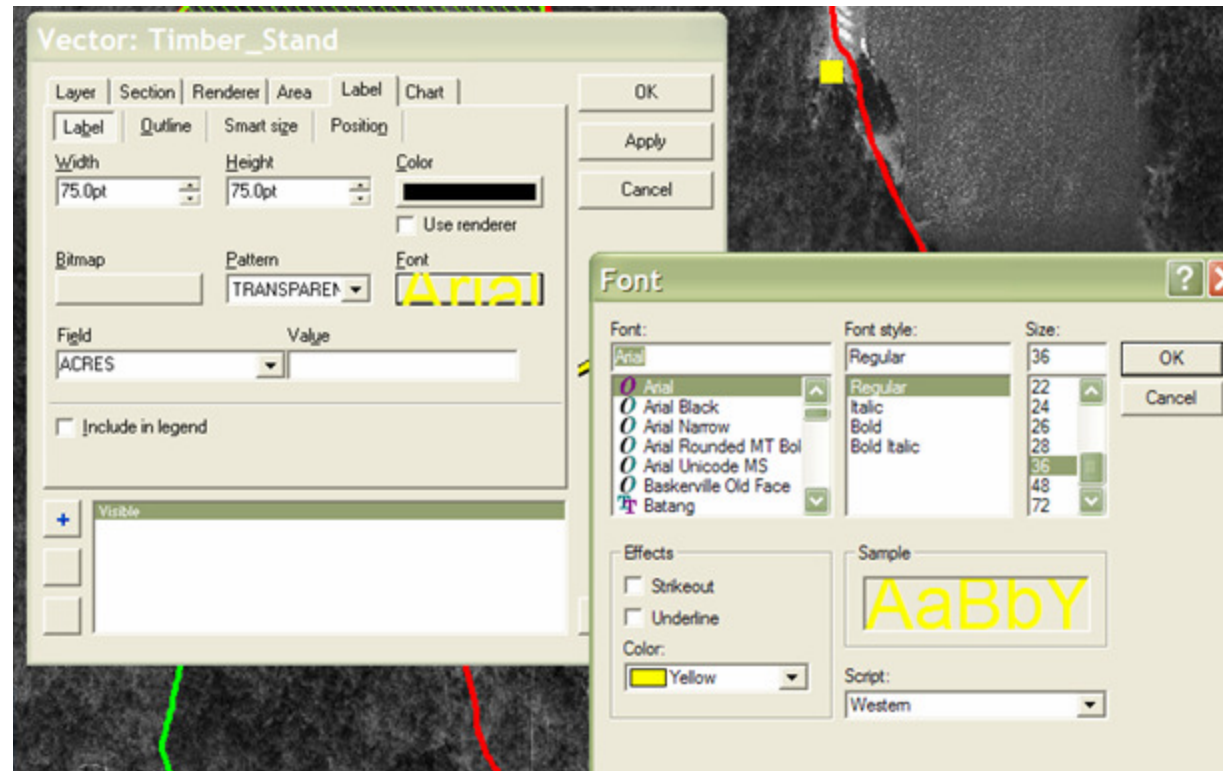 Vector: Timber_Stand
Layer Section Renderer Area Label Chart
Label Outline Smart size Position
Width Height Color
75.0pt 75.0pt
Use renderer
Bitmap Pattern Font
TRANSPAREN Arial
Field Value
ACRES
Include in legend
+ Visible
OK
Apply
Cancel
Font
?
Font: Font style: Size:
Arial Regular 36
Arial Regular 22
Arial Black Italic 24
Arial Narrow Bold 26
Arial Rounded MT Bol Bold Italic 28
Arial Unicode MS 36
Baskerville Old Face 48
Batang 72
OK
Cancel
Effects Sample
Strikeout
Underline
AaBbY
Color:
Yellow
Script:
Western